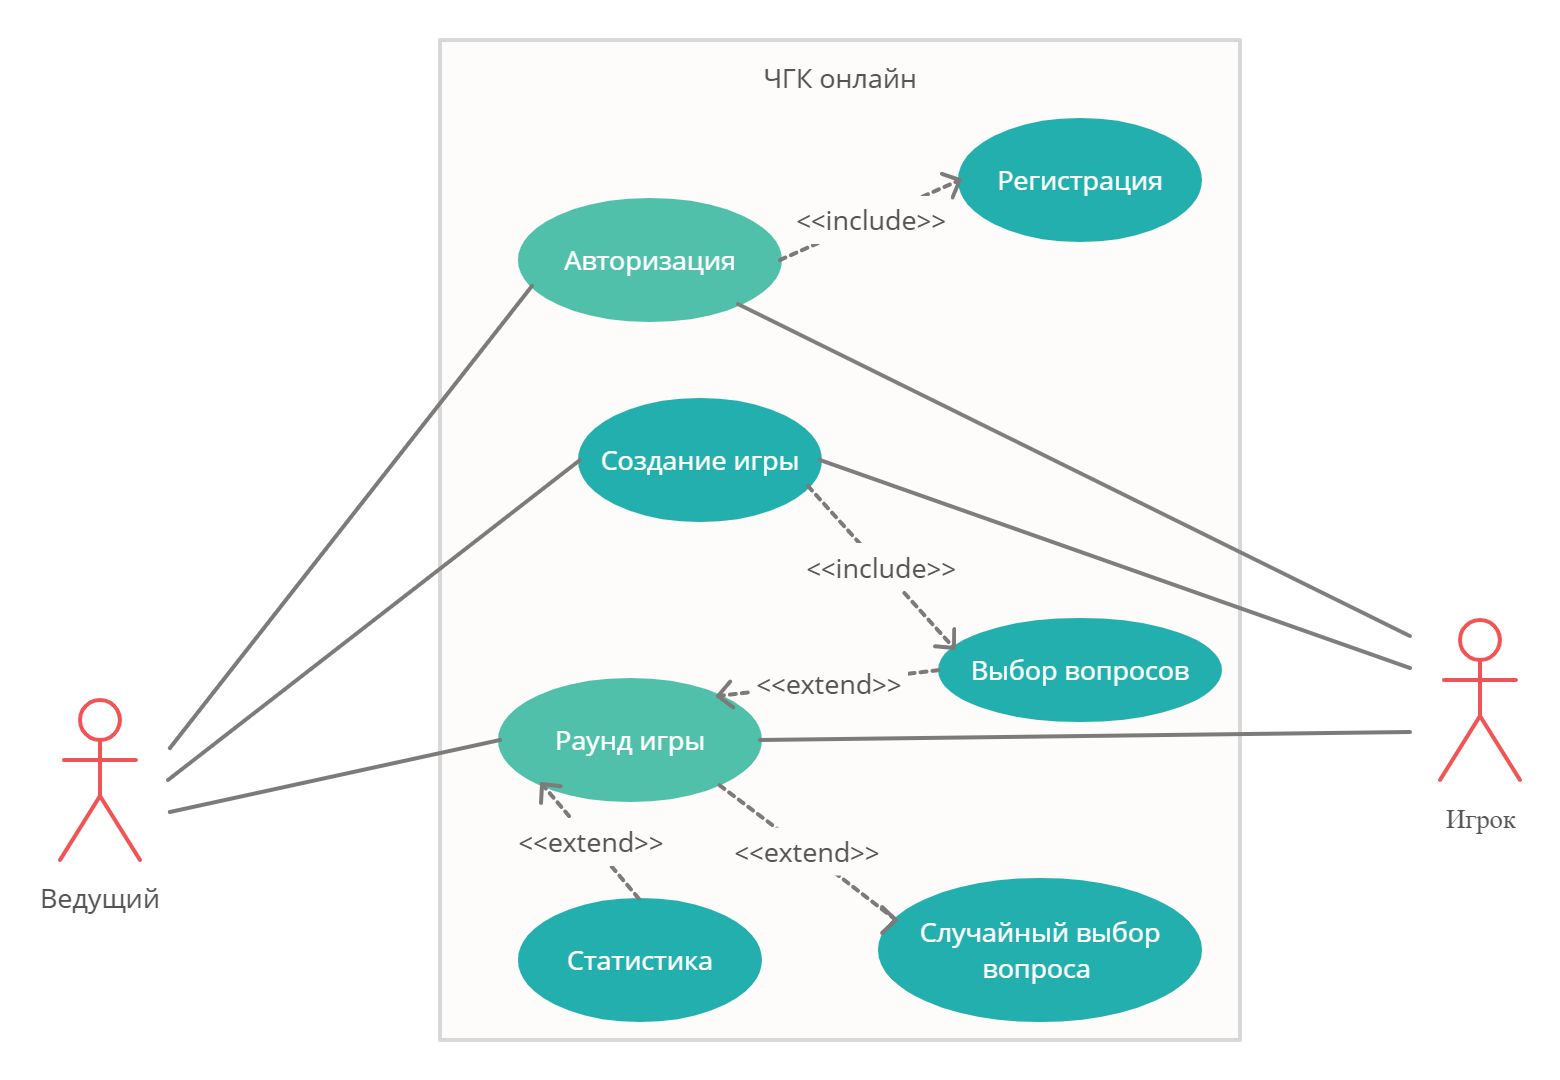 ЧГК онлайн
Регистрация
<<include>>
Авторизация
Создание игры
<<include>>
Выбор вопросов
<<extend>>
Раунд игры
Игрок
<<extend>>
<<extend>>
Ведущий
Случайный выбор
вопроса
Статистика